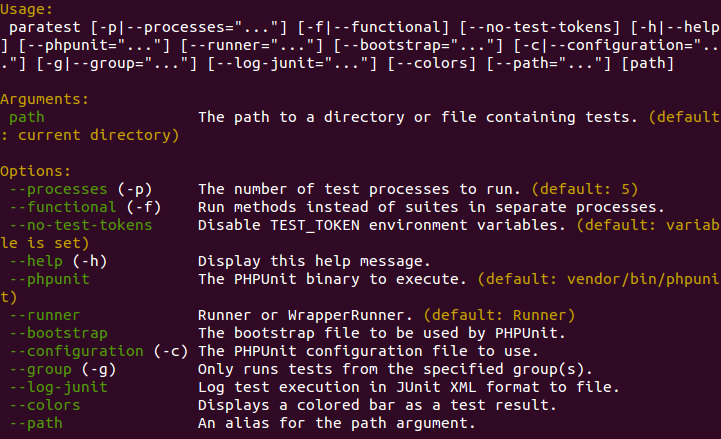 Usage:
 paratest [-p|--processes="..."] [-f|--functional] [--no-test-tokens] [-h|--help
] [--phpunit="..."] [--runner="..."] [--bootstrap="..."] [-c|--configuration="..
."] [-g|--group="..."] [--log-junit="..."] [--colors] [--path="..."] [path]

Arguments:
 path                 The path to a directory or file containing tests. (default
: current directory)

Options:
 --processes (-p)     The number of test processes to run. (default: 5)
 --functional (-f)    Run methods instead of suites in separate processes.
 --no-test-tokens     Disable TEST_TOKEN environment variables. (default: variab
le is set)
 --help (-h)          Display this help message.
 --phpunit            The PHPUnit binary to execute. (default: vendor/bin/phpuni
t)
 --runner             Runner or WrapperRunner. (default: Runner)
 --bootstrap          The bootstrap file to be used by PHPUnit.
 --configuration (-c) The PHPUnit configuration file to use.
 --group (-g)         Only runs tests from the specified group(s).
 --log-junit          Log test execution in JUnit XML format to file.
 --colors             Displays a colored bar as a test result.
 --path               An alias for the path argument.